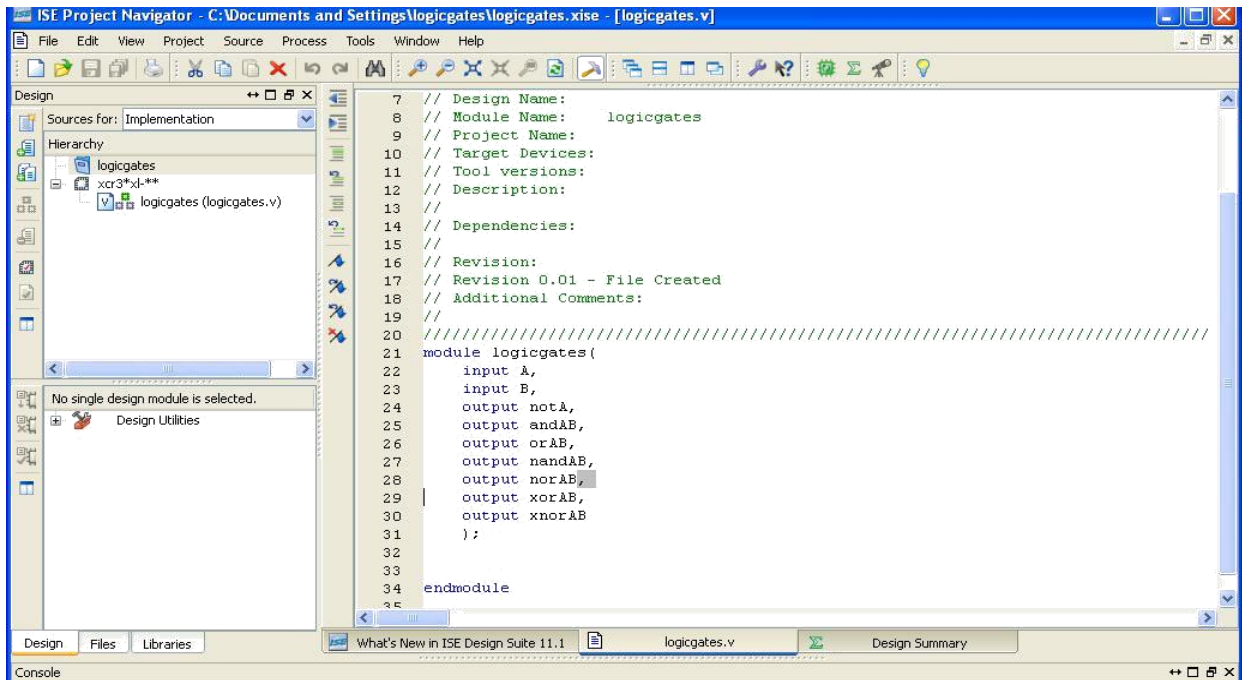 ISE Project Navigator - C:\Documents and Settings\logicgates\logicgates.xise - [logicgates.v]
File Edit View Project Source Process Tools Window Help
Design
Sources for: Implementation
Hierarchy
logicgates
xcr3*xl-**
logicgates (logicgates.v)
No single design module is selected.
Design Utilities
7 // Design Name:
8 // Module Name: logicgates
9 // Project Name:
10 // Target Devices:
11 // Tool versions:
12 // Description:
13 //
14 // Dependencies:
15 //
16 // Revision:
17 // Revision 0.01 - File Created
18 // Additional Comments:
19 //
20 ////////////////////////////////////////////////////////////////////////////////
21 module logicgates(
22 input A,
23 input B,
24 output notA,
25 output andAB,
26 output orAB,
27 output nandAB,
28 output norAB,
29 output xorAB,
30 output xnorAB
31 );
32
33
34 endmodule
35
Design Files Libraries
ISE What's New in ISE Design Suite 11.1 logicgates.v Design Summary
Console